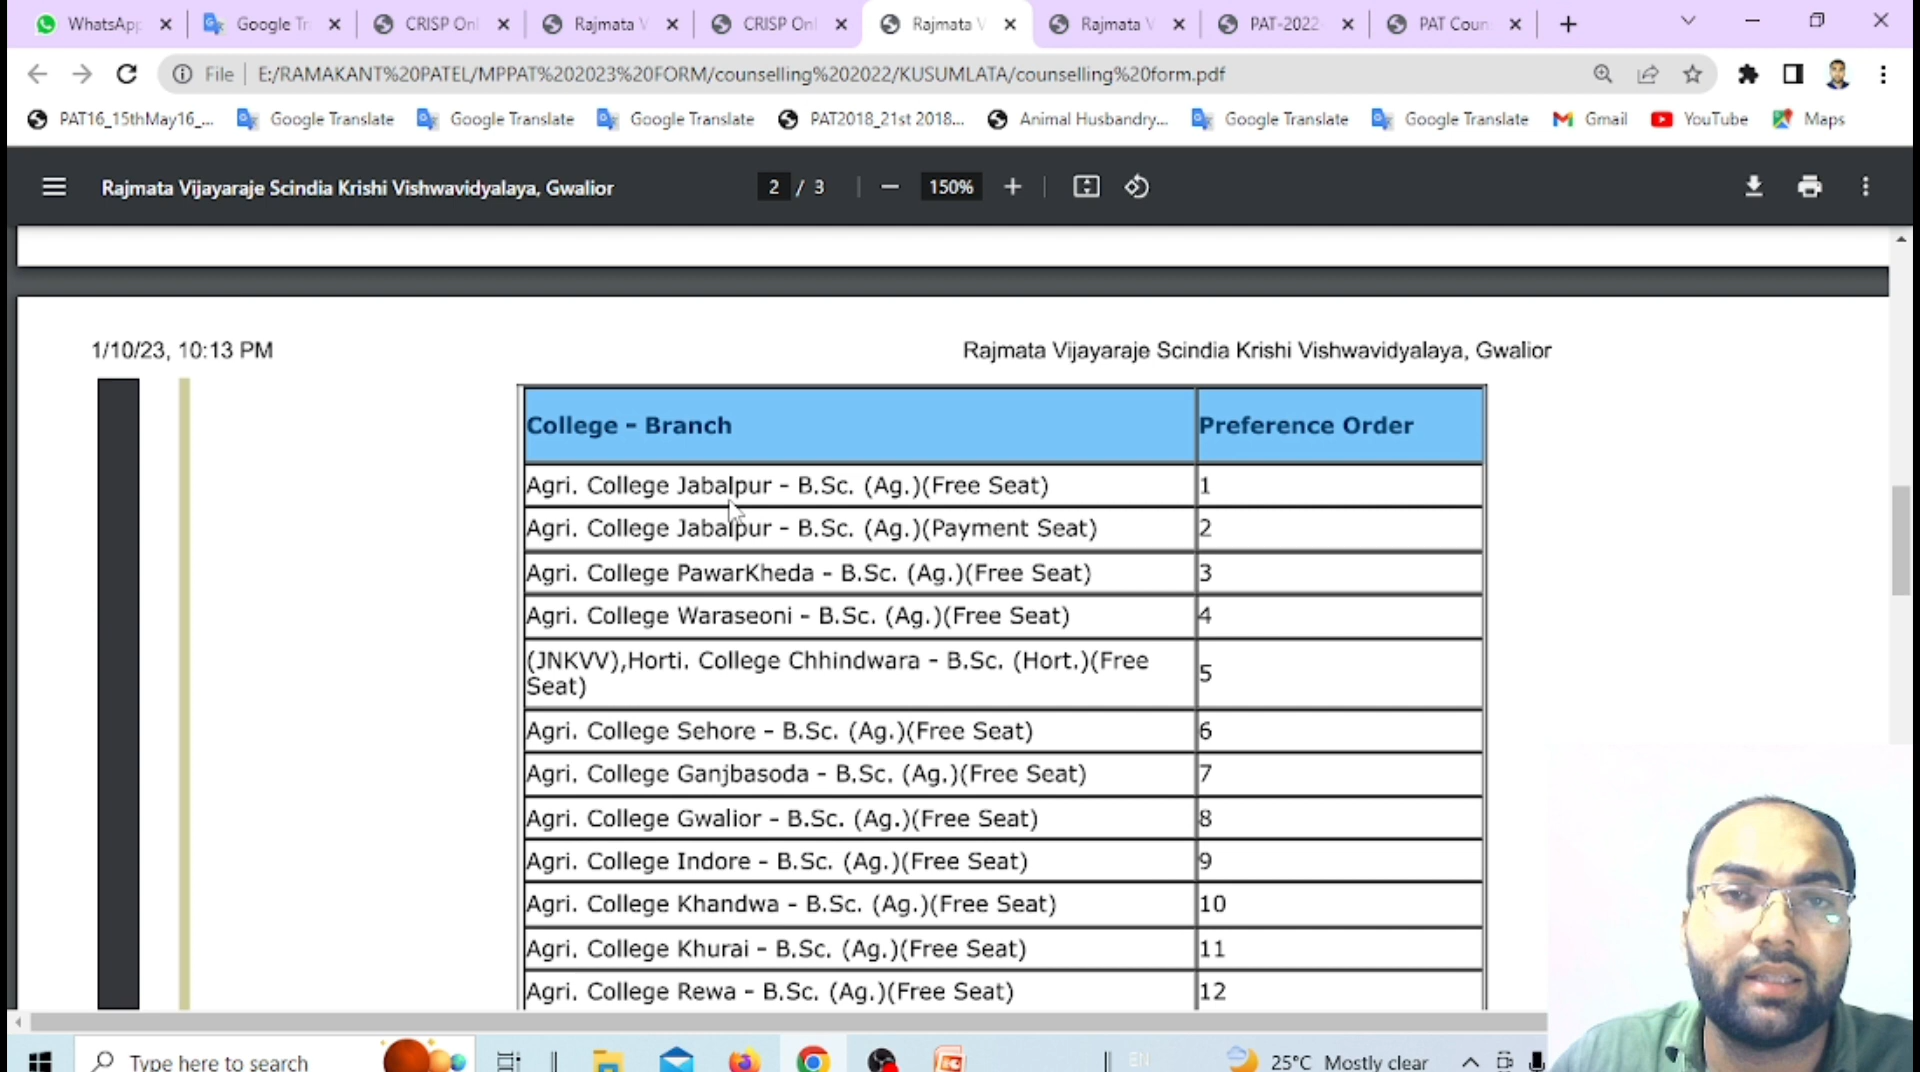 WhatsApp
Google Tr
CRISP Onl
Rajmata V
CRISP Onl
Rajmata V
Rajmata V
PAT-2022-
PAT Coun
File | E:/RAMAKANT%20PATEL/MPPAT%202023%20FORM/counselling%202022/KUSUMLATA/counselling%20form.pdf
PAT16_15thMay16_...
Google Translate
Google Translate
Google Translate
PAT2018_21st 2018...
Animal Husbandry...
Google Translate
Google Translate
Gmail
YouTube
Maps
Rajmata Vijayaraje Scindia Krishi Vishwavidyalaya, Gwalior
2 / 3
150%
1/10/23, 10:13 PM
Rajmata Vijayaraje Scindia Krishi Vishwavidyalaya, Gwalior
College - Branch Preference Order
Agri. College Jabalpur - B.Sc. (Ag.)(Free Seat) 1
Agri. College Jabalpur - B.Sc. (Ag.)(Payment Seat) 2
Agri. College PawarKheda - B.Sc. (Ag.)(Free Seat) 3
Agri. College Waraseoni - B.Sc. (Ag.)(Free Seat) 4
(JNKVV),Horti. College Chhindwara - B.Sc. (Hort.)(Free
Seat) 5
Agri. College Sehore - B.Sc. (Ag.)(Free Seat) 6
Agri. College Ganjbasoda - B.Sc. (Ag.)(Free Seat) 7
Agri. College Gwalior - B.Sc. (Ag.)(Free Seat) 8
Agri. College Indore - B.Sc. (Ag.)(Free Seat) 9
Agri. College Khandwa - B.Sc. (Ag.)(Free Seat) 10
Agri. College Khurai - B.Sc. (Ag.)(Free Seat) 11
Agri. College Rewa - B.Sc. (Ag.)(Free Seat) 12
Type here to search
EN
25°C Mostly clear